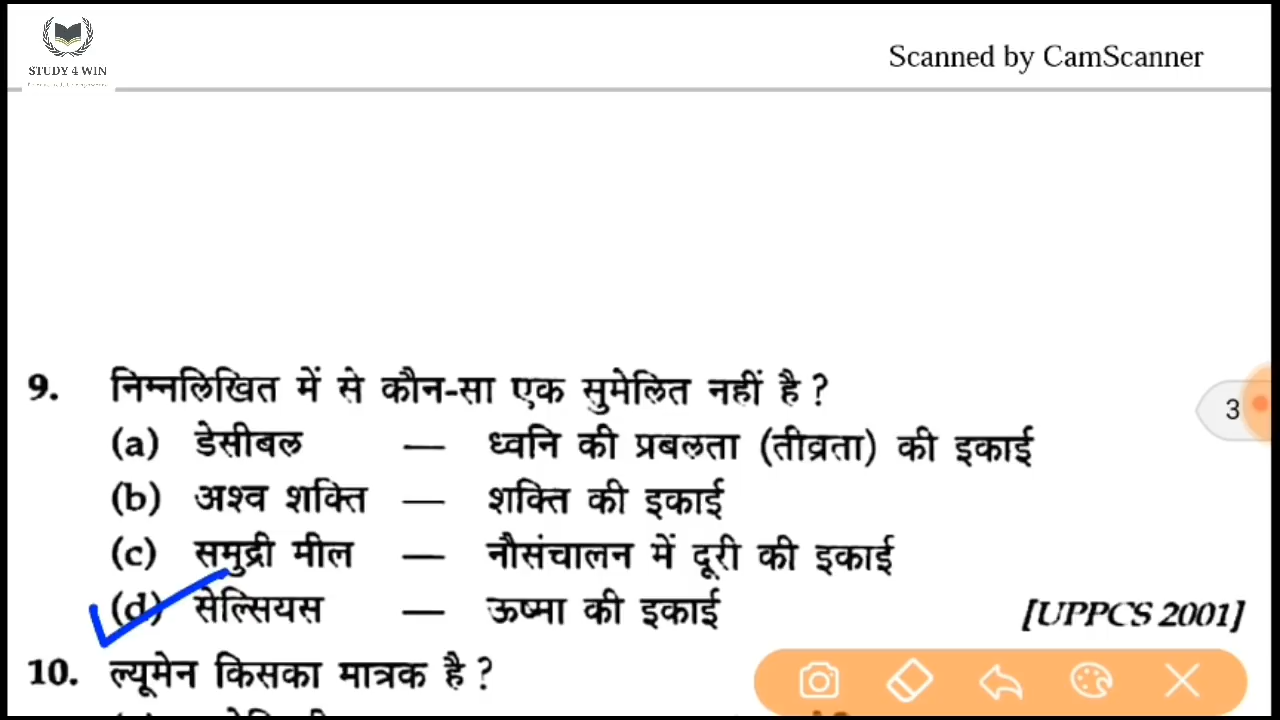 STUDY 4 WIN
Scanned by CamScanner
9. निम्नलिखित में से कौन-सा एक सुमेलित नहीं है ?
(a) डेसीबल — ध्वनि की प्रबलता (तीव्रता) की इकाई
(b) अश्व शक्ति — शक्ति की इकाई
3
(c) समुद्री मील — नौसंचालन में दूरी की इकाई
(d) सेल्सियस — ऊष्मा की इकाई [UPPCS 2001]
10. ल्यूमेन किसका मात्रक है ?